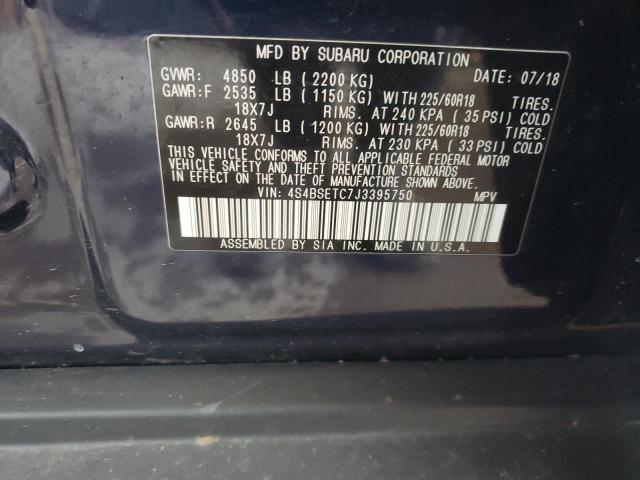 MFD BY SUBARU CORPORATION
GVWR: 4850 LB (2200 KG) DATE: 07/18
GAWR:F 2535 LB (1150 KG) WITH 225/60R18 TIRES.
18X7J RIMS. AT 240 KPA (35 PSI) COLD
GAWR:R 2645 LB (1200 KG) WITH 225/60R18 TIRES.
18X7J RIMS. AT 230 KPA (33 PSI) COLD
THIS VEHICLE CONFORMS TO ALL APPLICABLE FEDERAL MOTOR
VEHICLE SAFETY AND THEFT PREVENTION STANDARDS
IN EFFECT ON THE DATE OF MANUFACTURE SHOWN ABOVE.
VIN: 4S4BSETC7J3395750 MPV
ASSEMBLED BY SIA INC. MADE IN U.S.A.